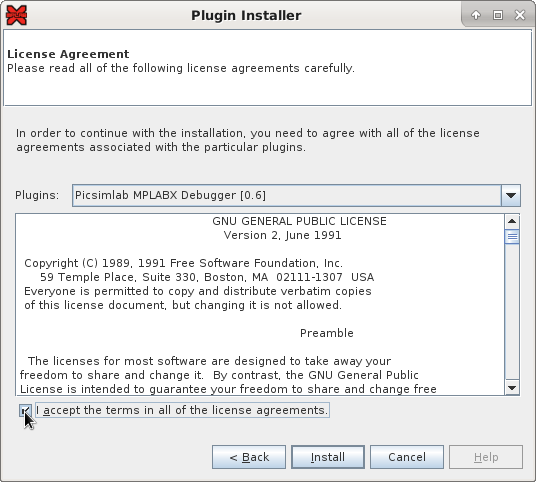 Plugin Installer
License Agreement
Please read all of the following license agreements carefully.
In order to continue with the installation, you need to agree with all of the license
agreements associated with the particular plugins.
Plugins: Picsimlab MPLABX Debugger [0.6]
GNU GENERAL PUBLIC LICENSE
Version 2, June 1991
Copyright (C) 1989, 1991 Free Software Foundation, Inc.
59 Temple Place, Suite 330, Boston, MA  02111-1307  USA
Everyone is permitted to copy and distribute verbatim copies
of this license document, but changing it is not allowed.
Preamble
The licenses for most software are designed to take away your
freedom to share and change it.  By contrast, the GNU General Public
License is intended to guarantee your freedom to share and change free
I accept the terms in all of the license agreements.
< Back Install Cancel Help